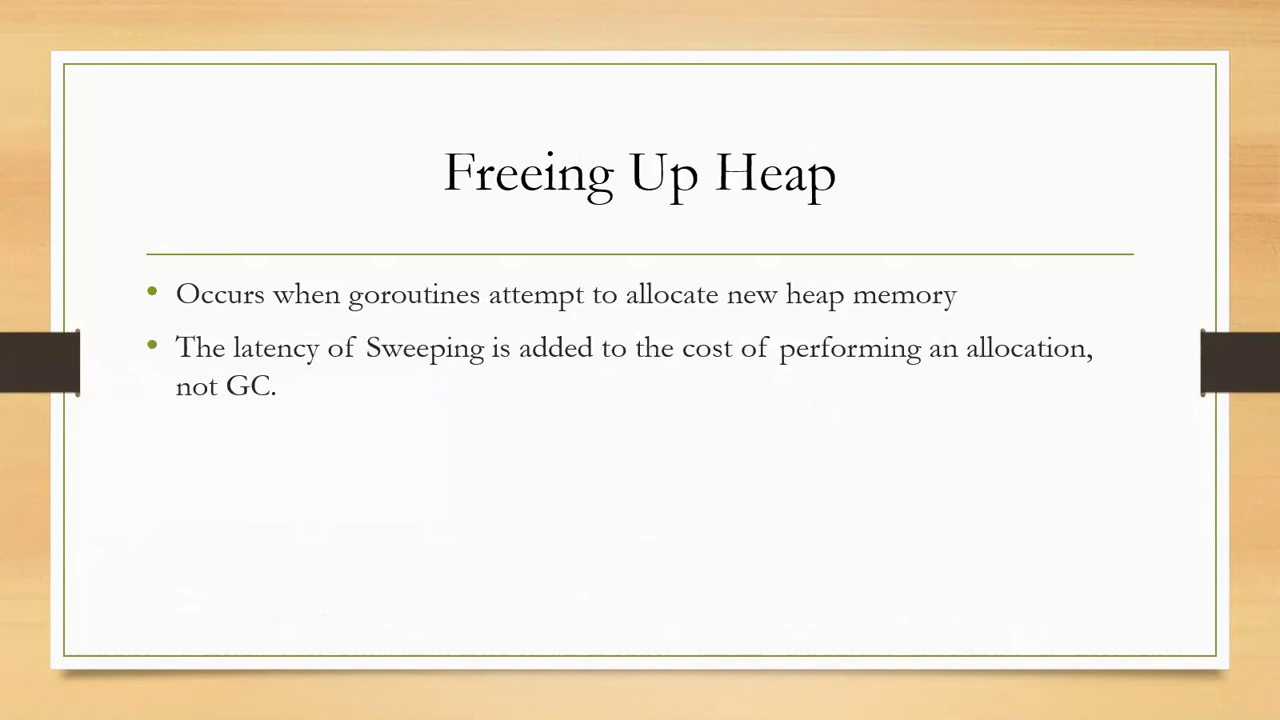 Freeing Up Heap
• Occurs when goroutines attempt to allocate new heap memory
• The latency of Sweeping is added to the cost of performing an allocation,
not GC.